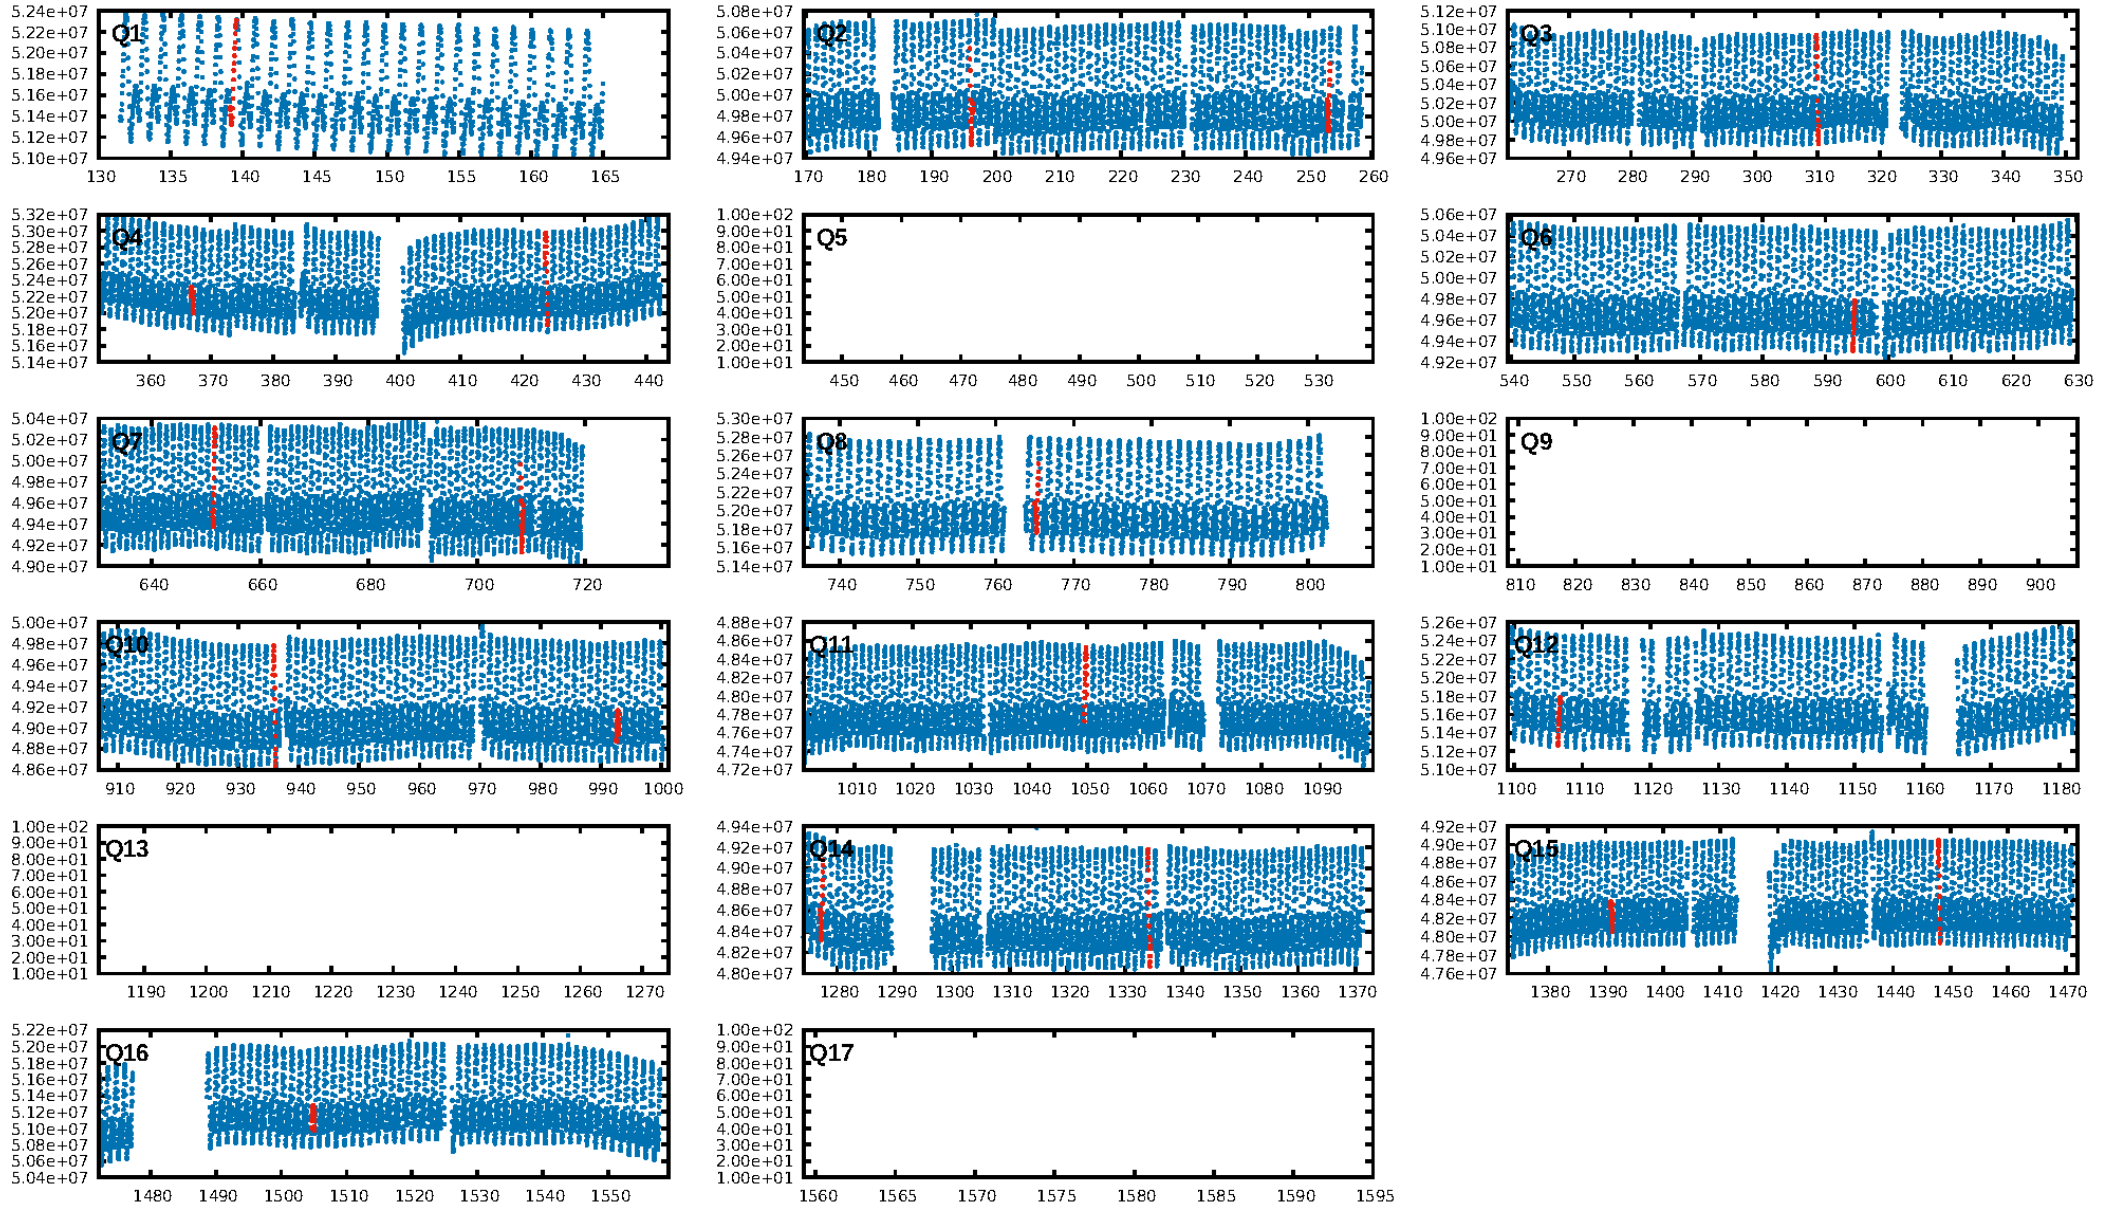 5.24e+07
5.22e+07
5.20e+07
5.18e+07
5.16e+07
5.14e+07
5.12e+07
5.10e+07
Q1
130 135 140 145 150 155 160 165
5.08e+07
5.06e+07
5.04e+07
5.02e+07
5.00e+07
4.98e+07
4.96e+07
4.94e+07
Q2
170 180 190 200 210 220 230 240 250 260
5.12e+07
5.10e+07
5.08e+07
5.06e+07
5.04e+07
5.02e+07
5.00e+07
4.98e+07
4.96e+07
Q3
270 280 290 300 310 320 330 340 350
5.32e+07
5.30e+07
5.28e+07
5.26e+07
5.24e+07
5.22e+07
5.20e+07
5.18e+07
5.16e+07
5.14e+07
Q4
360 370 380 390 400 410 420 430 440
1.00e+02
9.00e+01
8.00e+01
7.00e+01
6.00e+01
5.00e+01
4.00e+01
3.00e+01
2.00e+01
1.00e+01
Q5
450 460 470 480 490 500 510 520 530
5.06e+07
5.04e+07
5.02e+07
5.00e+07
4.98e+07
4.96e+07
4.94e+07
4.92e+07
Q6
540 550 560 570 580 590 600 610 620 630
5.04e+07
5.02e+07
5.00e+07
4.98e+07
4.96e+07
4.94e+07
4.92e+07
4.90e+07
Q7
640 660 680 700 720
5.30e+07
5.28e+07
5.26e+07
5.24e+07
5.22e+07
5.20e+07
5.18e+07
5.16e+07
5.14e+07
Q8
740 750 760 770 780 790 800
1.00e+02
9.00e+01
8.00e+01
7.00e+01
6.00e+01
5.00e+01
4.00e+01
3.00e+01
2.00e+01
1.00e+01
Q9
810 820 830 840 850 860 870 880 890 900
5.00e+07
4.98e+07
4.96e+07
4.94e+07
4.92e+07
4.90e+07
4.88e+07
4.86e+07
Q10
910 920 930 940 950 960 970 980 990 1000
4.88e+07
4.86e+07
4.84e+07
4.82e+07
4.80e+07
4.78e+07
4.76e+07
4.74e+07
4.72e+07
Q11
1010 1020 1030 1040 1050 1060 1070 1080 1090
5.26e+07
5.24e+07
5.22e+07
5.20e+07
5.18e+07
5.16e+07
5.14e+07
5.12e+07
5.10e+07
Q12
1100 1110 1120 1130 1140 1150 1160 1170 1180
1.00e+02
9.00e+01
8.00e+01
7.00e+01
6.00e+01
5.00e+01
4.00e+01
3.00e+01
2.00e+01
1.00e+01
Q13
1190 1200 1210 1220 1230 1240 1250 1260 1270
4.94e+07
4.92e+07
4.90e+07
4.88e+07
4.86e+07
4.84e+07
4.82e+07
4.80e+07
Q14
1280 1290 1300 1310 1320 1330 1340 1350 1360 1370
4.92e+07
4.90e+07
4.88e+07
4.86e+07
4.84e+07
4.82e+07
4.80e+07
4.78e+07
4.76e+07
Q15
1380 1390 1400 1410 1420 1430 1440 1450 1460 1470
5.22e+07
5.20e+07
5.18e+07
5.16e+07
5.14e+07
5.12e+07
5.10e+07
5.08e+07
5.06e+07
5.04e+07
Q16
1480 1490 1500 1510 1520 1530 1540 1550
1.00e+02
9.00e+01
8.00e+01
7.00e+01
6.00e+01
5.00e+01
4.00e+01
3.00e+01
2.00e+01
1.00e+01
Q17
1560 1565 1570 1575 1580 1585 1590 1595